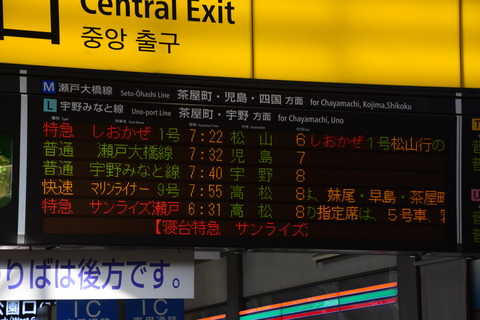 Central Exit
중앙 출구
M 瀬戸大橋線 Seto-Ōhashi Line 茶屋町・児島・四国 方面 for Chayamachi, Kojima,Shikoku
L 宇野みなと線 Uno-port Line 茶屋町・宇野 方面 for Chayamachi, Uno
特急 しおかぜ 1号 7:22 松山 6 しおかぜ1号松山行の
普通 瀬戸大橋線 7:32 児島 7
普通 宇野みなと線 7:40 宇野 8
快速 マリンライナー 9号 7:55 高松 8 、妹尾・早島・茶屋町
特急 サンライズ瀬戸 6:31 高松 8 の指定席は、5号車、
【寝台特急 サンライズ
りばは後方です。
公園口
IC
IC